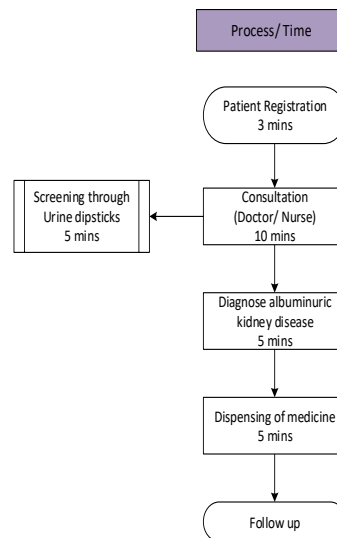 Process/ Time
Patient Registration
3 mins
Screening through
Urine dipsticks
5 mins
Consultation
(Doctor/ Nurse)
10 mins
Diagnose albuminuric
kidney disease
5 mins
Dispensing of medicine
5 mins
Follow up